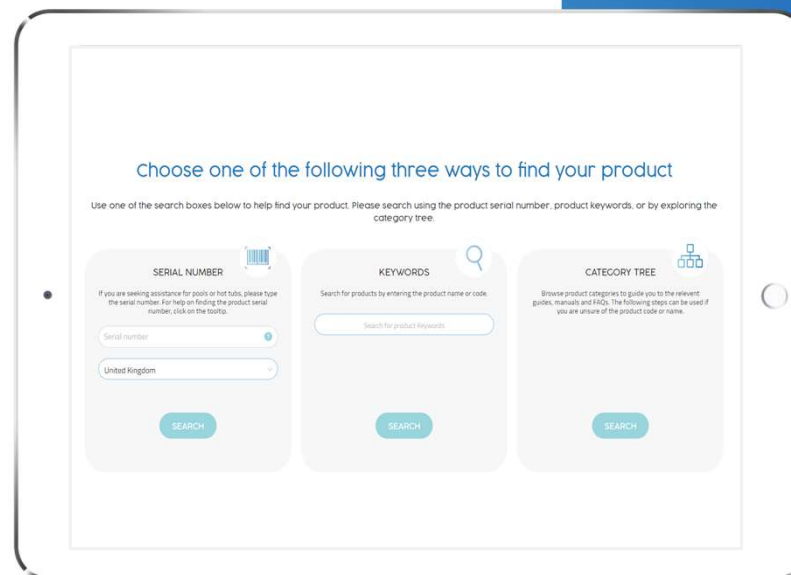 Choose one of the following three ways to find your product
Use one of the search boxes below to help find your product. Please search using the product serial number, product keywords, or by exploring the
category tree.
SERIAL NUMBER
If you are seeking assistance for pools or hot tubs, please type
the serial number. For help on finding the product serial
number, click on the tooltip.
Serial number
?
United Kingdom
SEARCH
KEYWORDS
Search for products by entering the product name or code.
Search for product Keywords
SEARCH
CATEGORY TREE
Browse product categories to guide you to the relevent
guides, manuals and FAQs. The following steps can be used if
you are unsure of the product code or name.
SEARCH